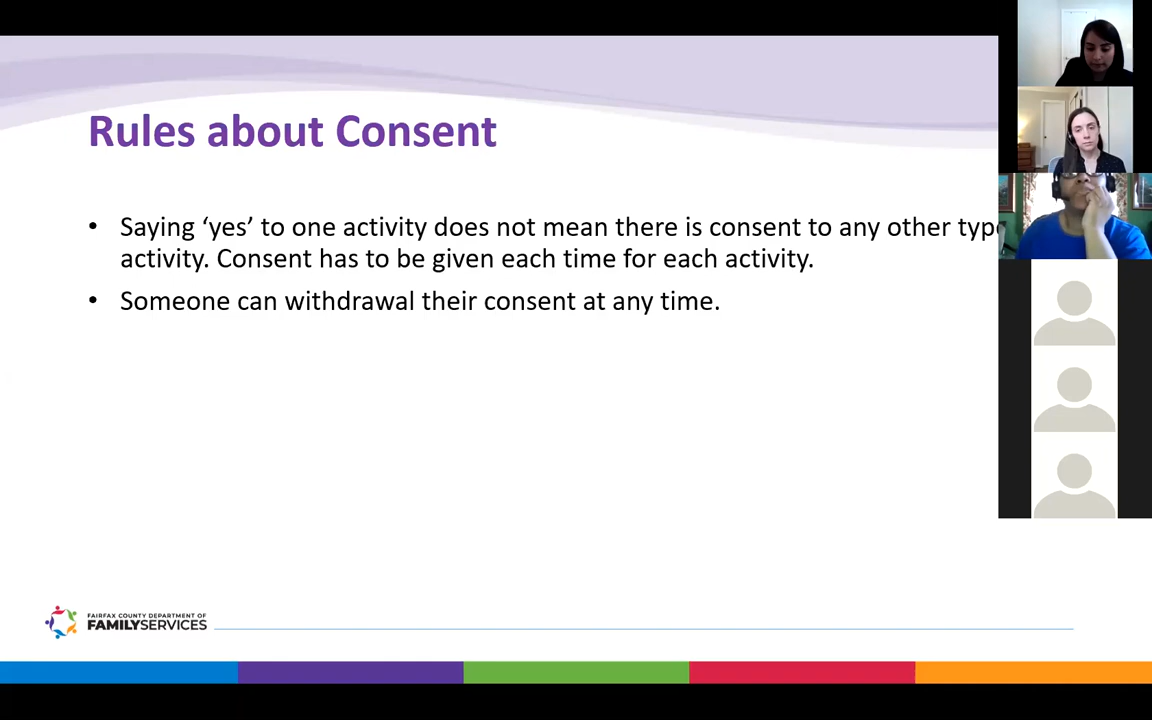 Rules about Consent
• Saying ‘yes’ to one activity does not mean there is consent to any other
activity. Consent has to be given each time for each activity.
• Someone can withdrawal their consent at any time.
FAIRFAX COUNTY DEPARTMENT OF
FAMILYSERVICES